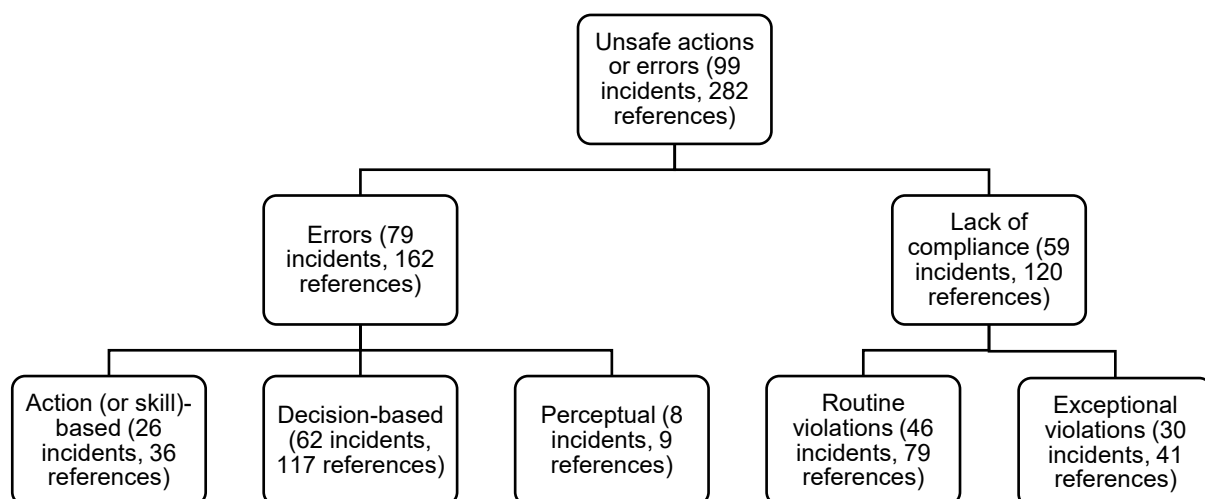 Unsafe actions
or errors (99
incidents, 282
references)
Errors (79
incidents, 162
references)
Lack of
compliance (59
incidents, 120
references)
Action (or skill)-
based (26
incidents, 36
references)
Decision-based
(62 incidents,
117 references)
Perceptual (8
incidents, 9
references)
Routine
violations (46
incidents, 79
references)
Exceptional
violations (30
incidents, 41
references)